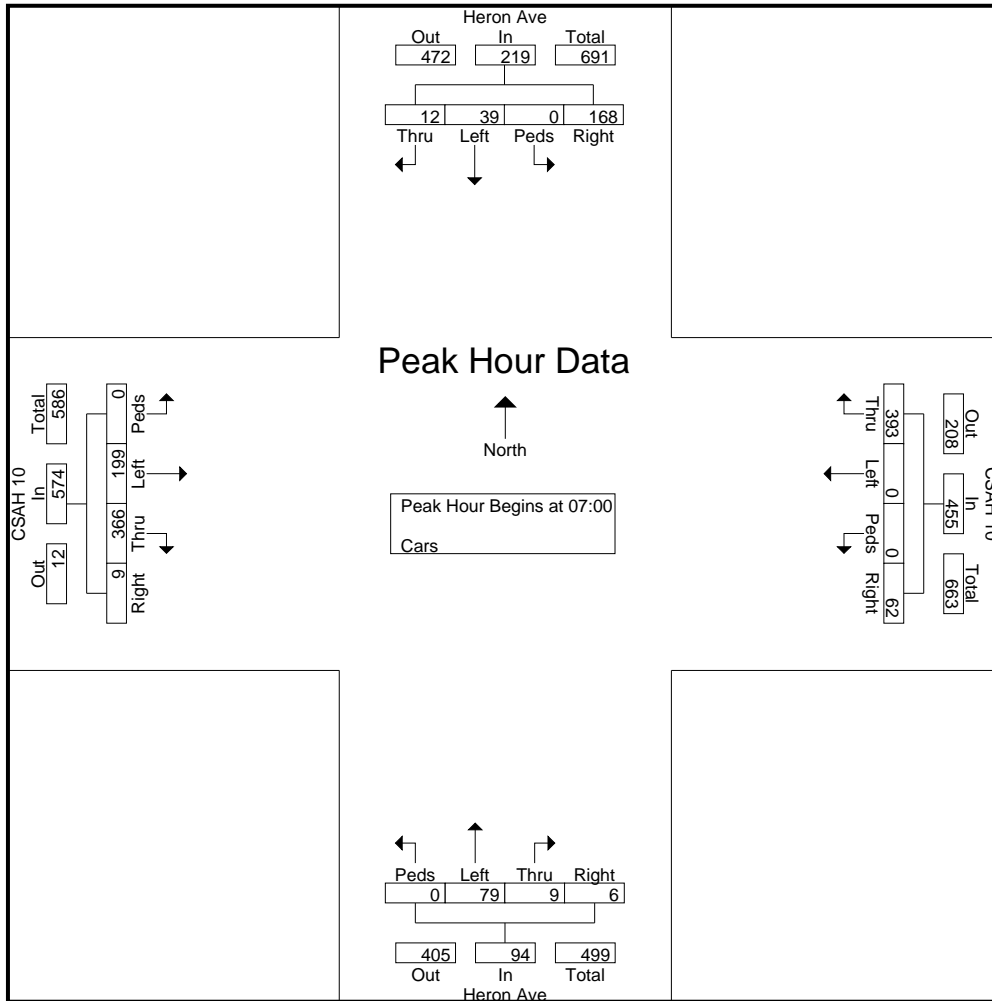 Heron Ave
Out In Total
472 219 691
12 39 0 168
Thru Left Peds Right
Peak Hour Data
North
Peak Hour Begins at 07:00
Cars
CSAH 10
Total In Out
586 574 12
0 199 366 9
Peds Left Thru Right
CSAH 10
Out In Total
208 455 663
393 0 0 62
Thru Left Peds Right
Peds Left Thru Right
0 79 9 6
405 94 499
Out In Total
Heron Ave